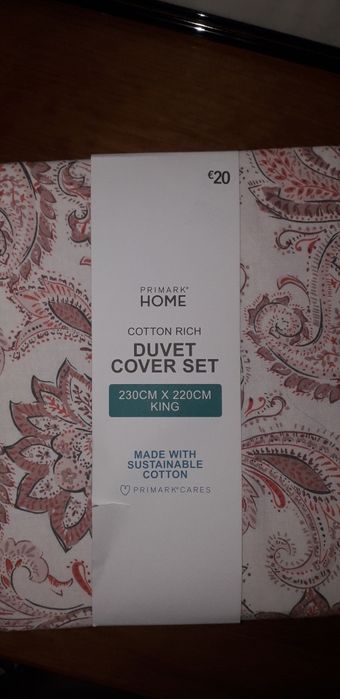 €20
PRIMARK®
HOME
COTTON RICH
DUVET
COVER SET
230CM X 220CM
KING
MADE WITH
SUSTAINABLE
COTTON
PRIMARK®CARES